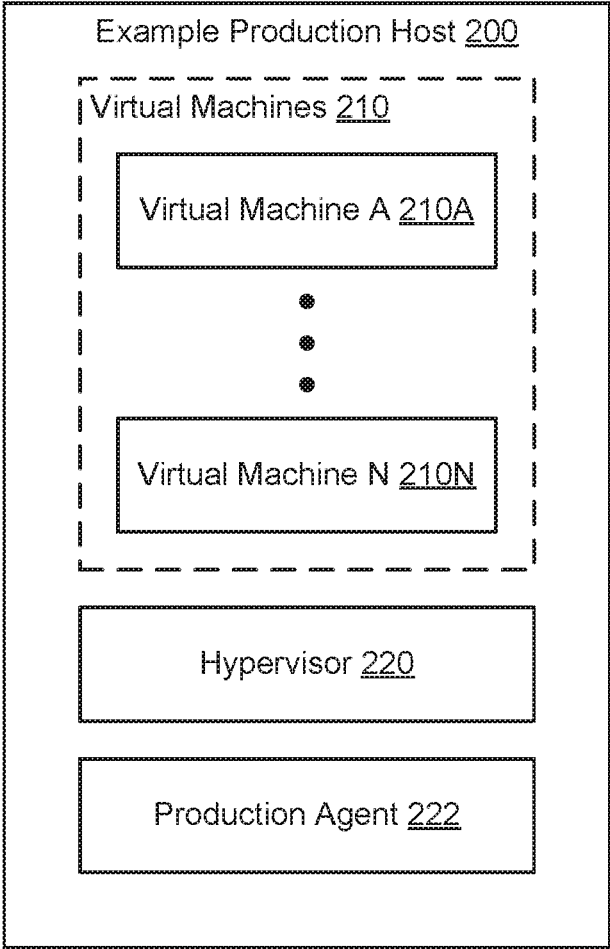 Example Production Host 200
Virtual Machines 210
Virtual Machine A 210A
Virtual Machine N 210N
Hypervisor 220
Production Agent 222